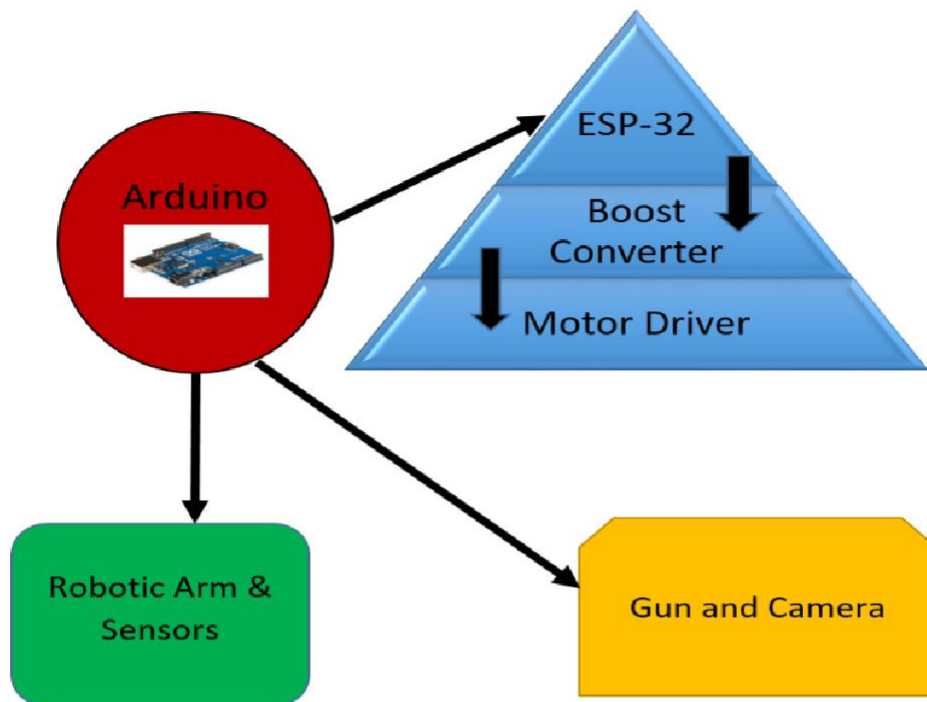 Arduino
ESP-32
Boost
Converter
Motor Driver
Robotic Arm &
Sensors
Gun and Camera